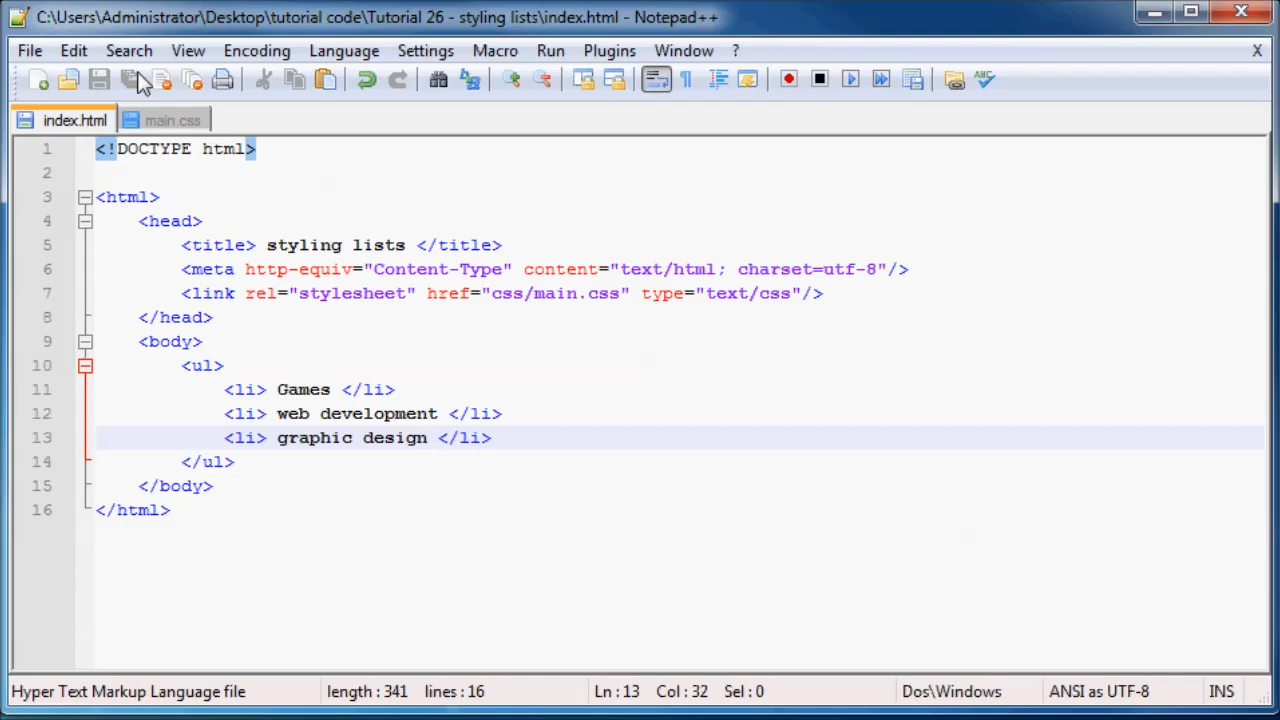 C:\Users\Administrator\Desktop\tutorial code\Tutorial 26 - styling lists\index.html - Notepad++
File Edit Search View Encoding Language Settings Macro Run Plugins Window ? X
ABC
index.html main.css
1 <!DOCTYPE html>
2
3 <html>
4 <head>
5 <title> styling lists </title>
6 <meta http-equiv="Content-Type" content="text/html; charset=utf-8"/>
7 <link rel="stylesheet" href="css/main.css" type="text/css"/>
8 </head>
9 <body>
10 <ul>
11 <li> Games </li>
12 <li> web development </li>
13 <li> graphic design </li>
14 </ul>
15 </body>
16 </html>
Hyper Text Markup Language file length : 341 lines : 16 Ln : 13 Col : 32 Sel : 0 Dos\Windows ANSI as UTF-8 INS